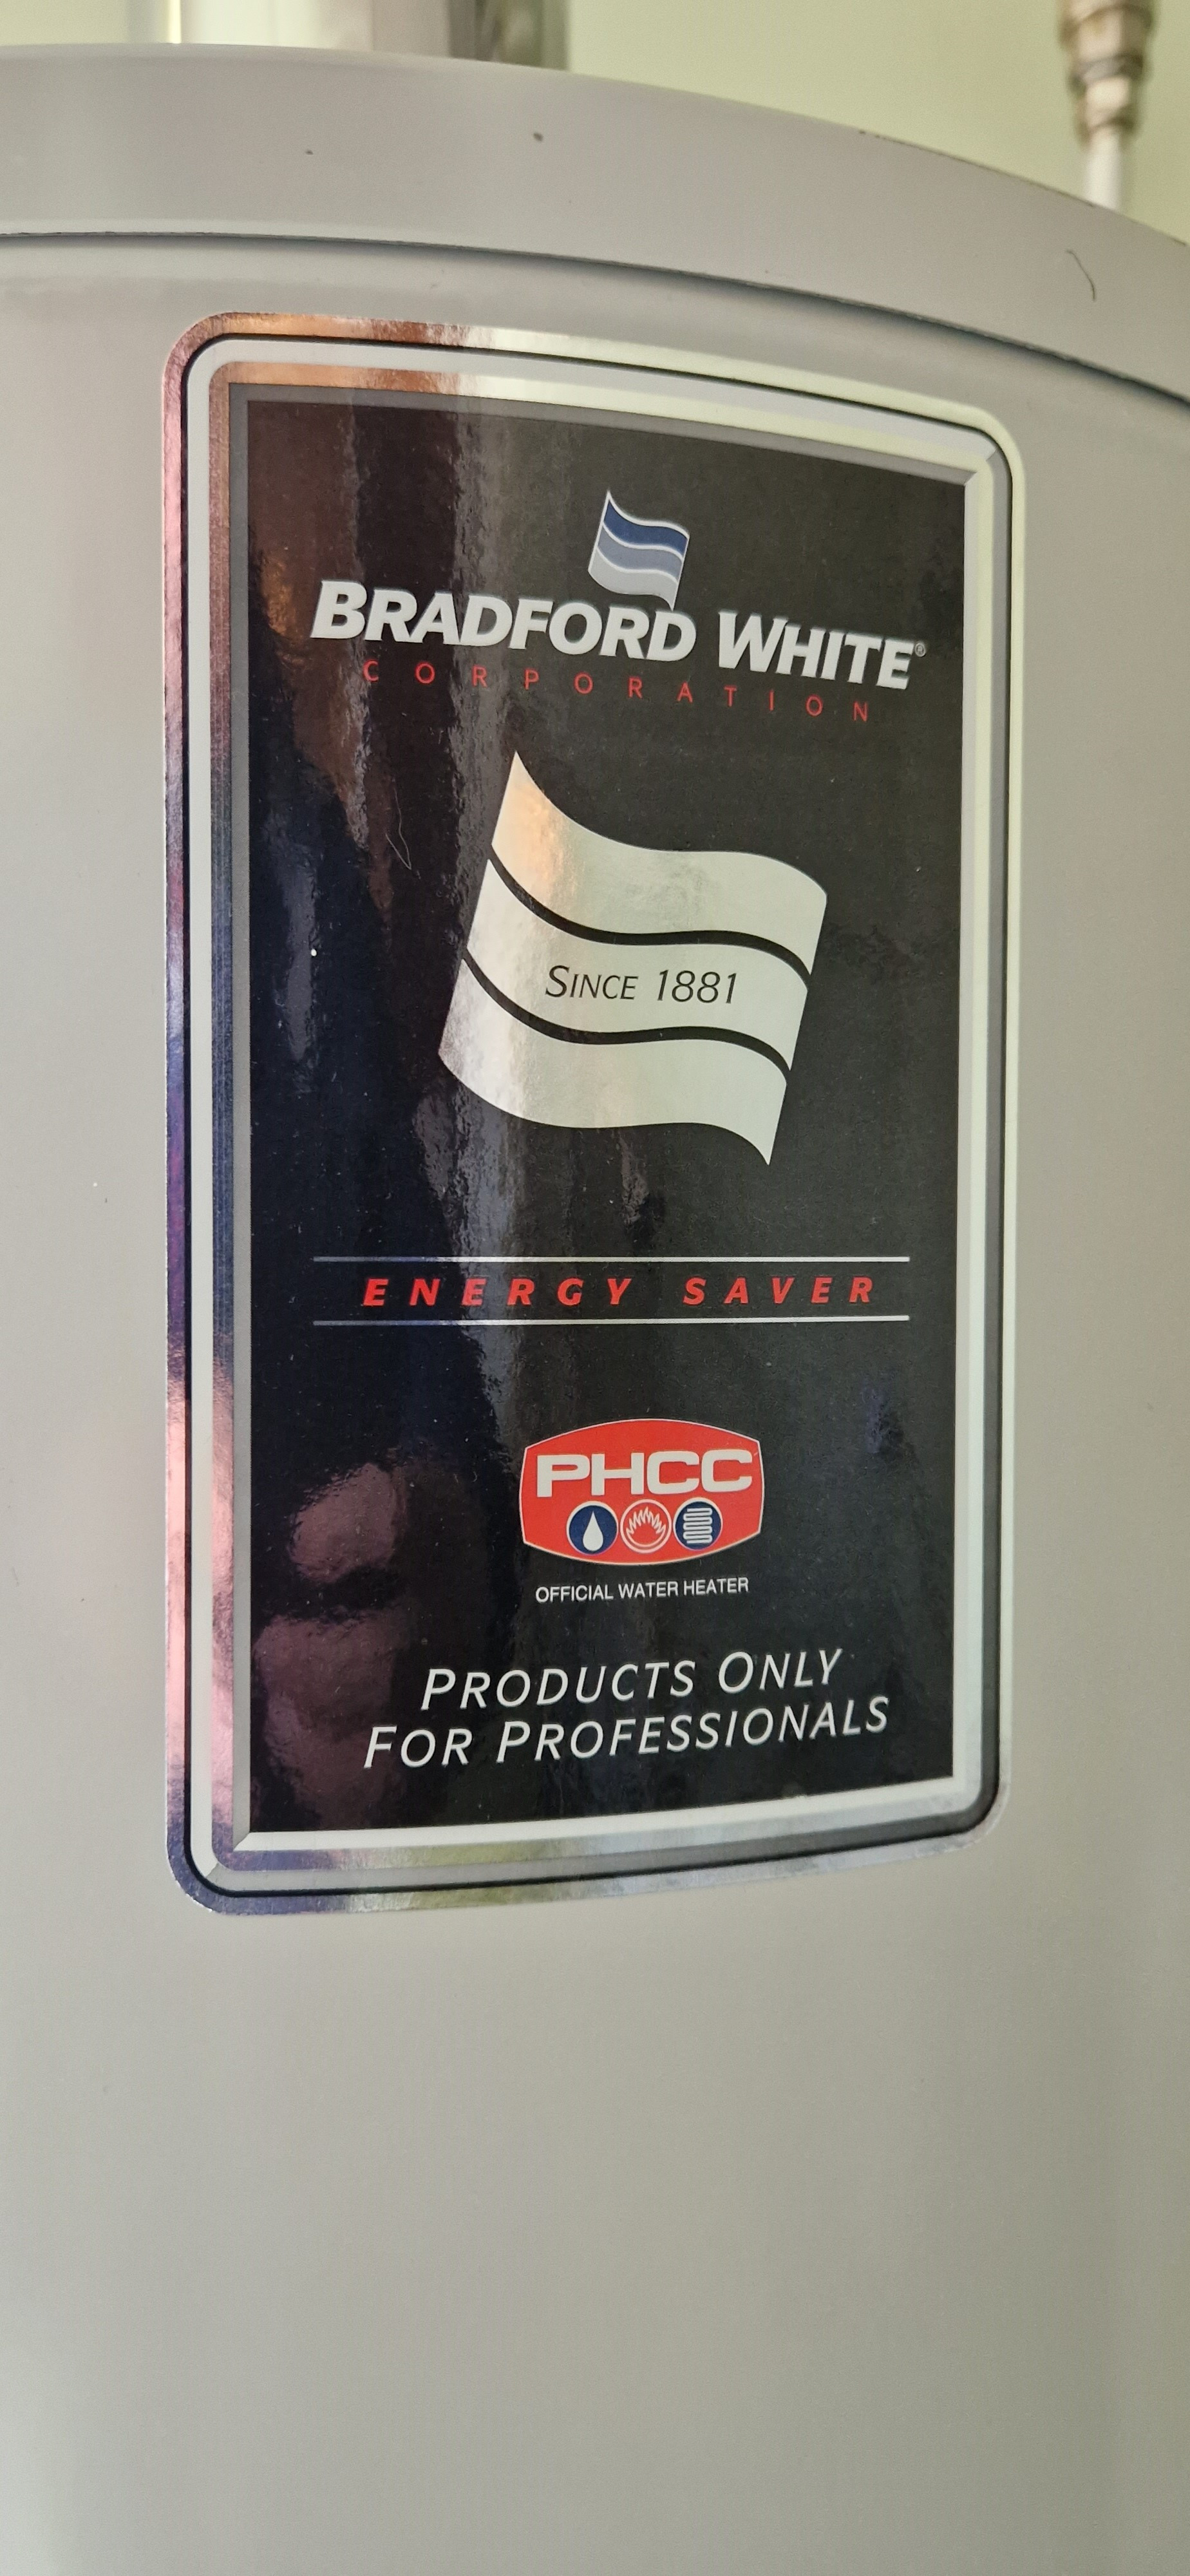 BRADFORD WHITE®
CORPORATION
SINCE 1881
ENERGY SAVER
PHCC
OFFICIAL WATER HEATER
PRODUCTS ONLY
FOR PROFESSIONALS